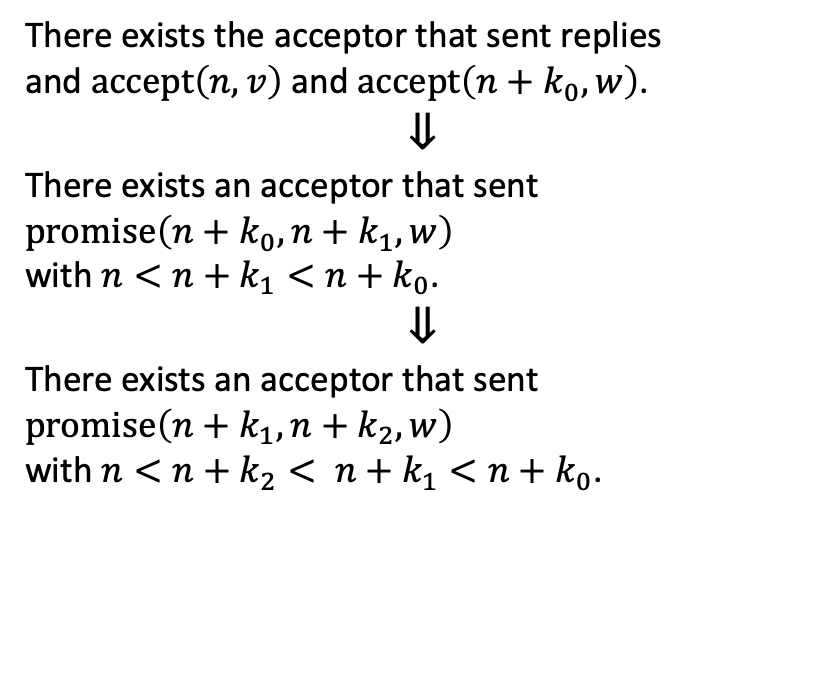 There exists the acceptor that sent replies
and accept(n, v) and accept(n + k₀, w).
⇓
There exists an acceptor that sent
promise(n + k₀, n + k₁, w)
with n < n + k₁ < n + k₀.
⇓
There exists an acceptor that sent
promise(n + k₁, n + k₂, w)
with n < n + k₂ < n + k₁ < n + k₀.